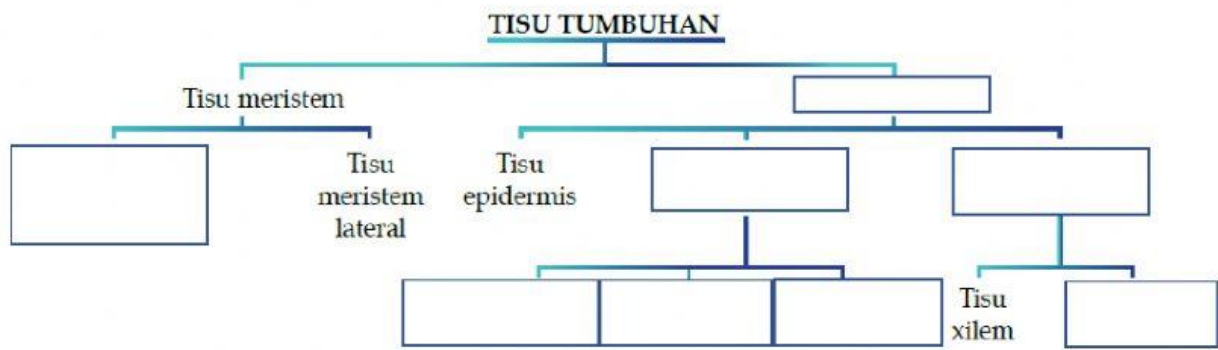 TISU TUMBUHAN
Tisu meristem
Tisu
meristem
lateral
Tisu
epidermis
Tisu
xilem